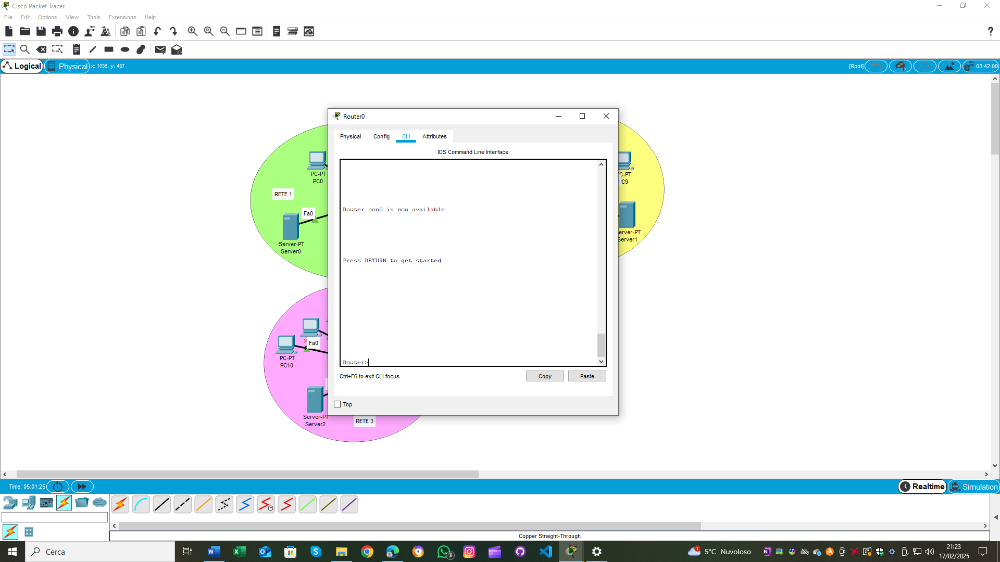 Cisco Packet Tracer
File Edit Options View Tools Extensions Help
Logical Physical x: 1036, y: 487 [Root] 03:42:00
Router0
Physical Config CLI Attributes
IOS Command Line Interface
Router con0 is now available
Press RETURN to get started.
Router>
Ctrl+F6 to exit CLI focus Copy Paste
Top
PC-PT
PC0
RETE 1
Fa0
Server-PT
Server0
C-PT
PC9
erver-PT
Server1
Fa0
PC-PT
PC10
Server-PT
Server2
RETE 3
Time: 05:01:25 Realtime Simulation
Copper Straight-Through
Cerca 3 1 5°C Nuvoloso 21:23
17/02/2025